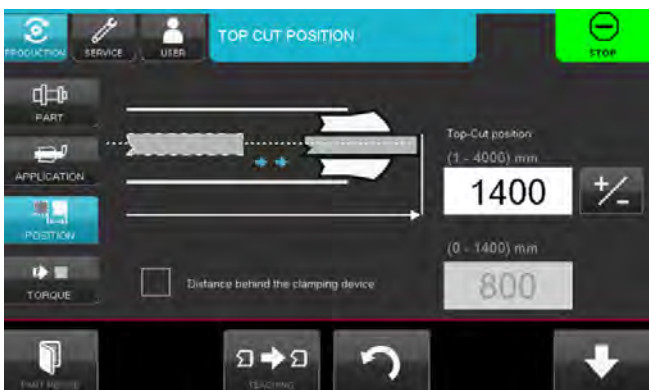 PRODUCTION
SERVICE
USER
TOP CUT POSITION
STOP
PART
APPLICATION
POSITION
TORQUE
Top-Cut position
(1 - 4000) mm
1400
+/-
(0 - 1400) mm
800
Distance behind the clamping device
TEACHING